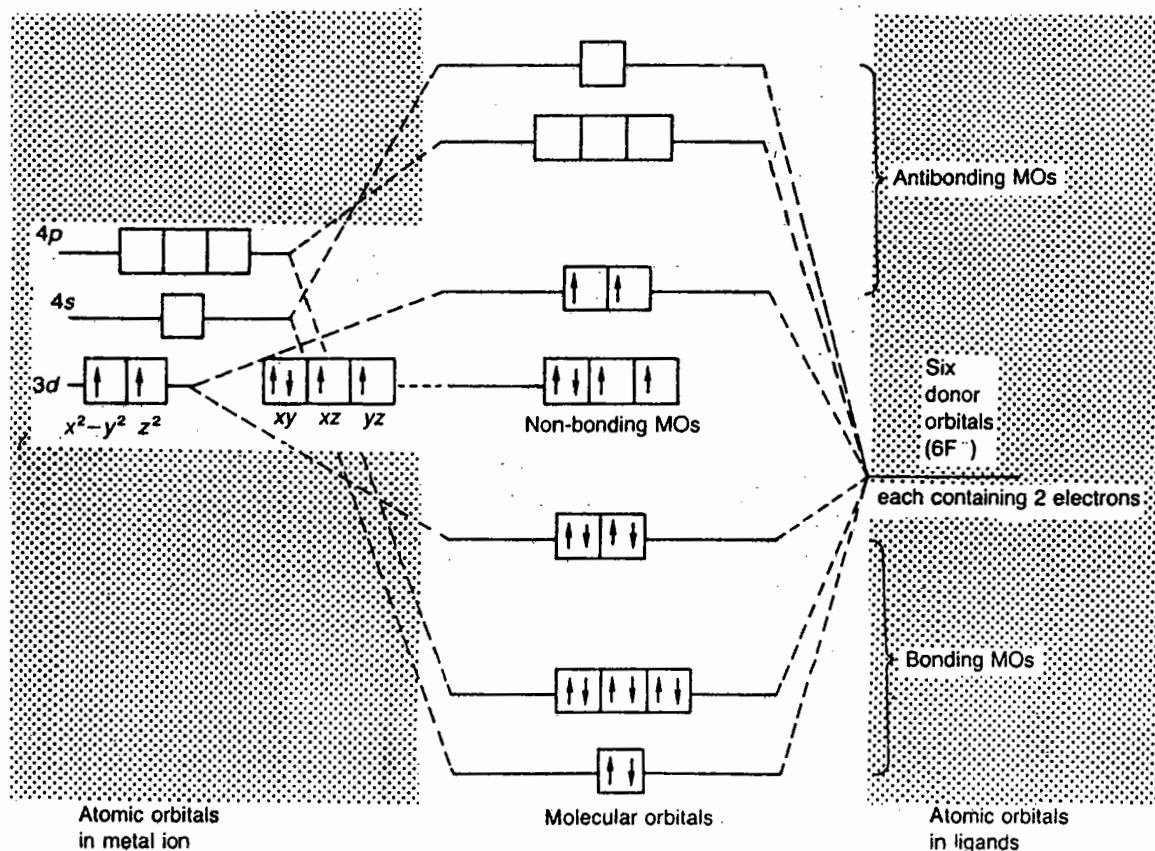 Antibonding MOs
4p
4s
3d
x² – y² z²
xy xz yz
Non-bonding MOs
Six
donor
orbitals
(6F⁻)
each containing 2 electrons
Bonding MOs
Atomic orbitals
in metal ion
Molecular orbitals
Atomic orbitals
in ligands